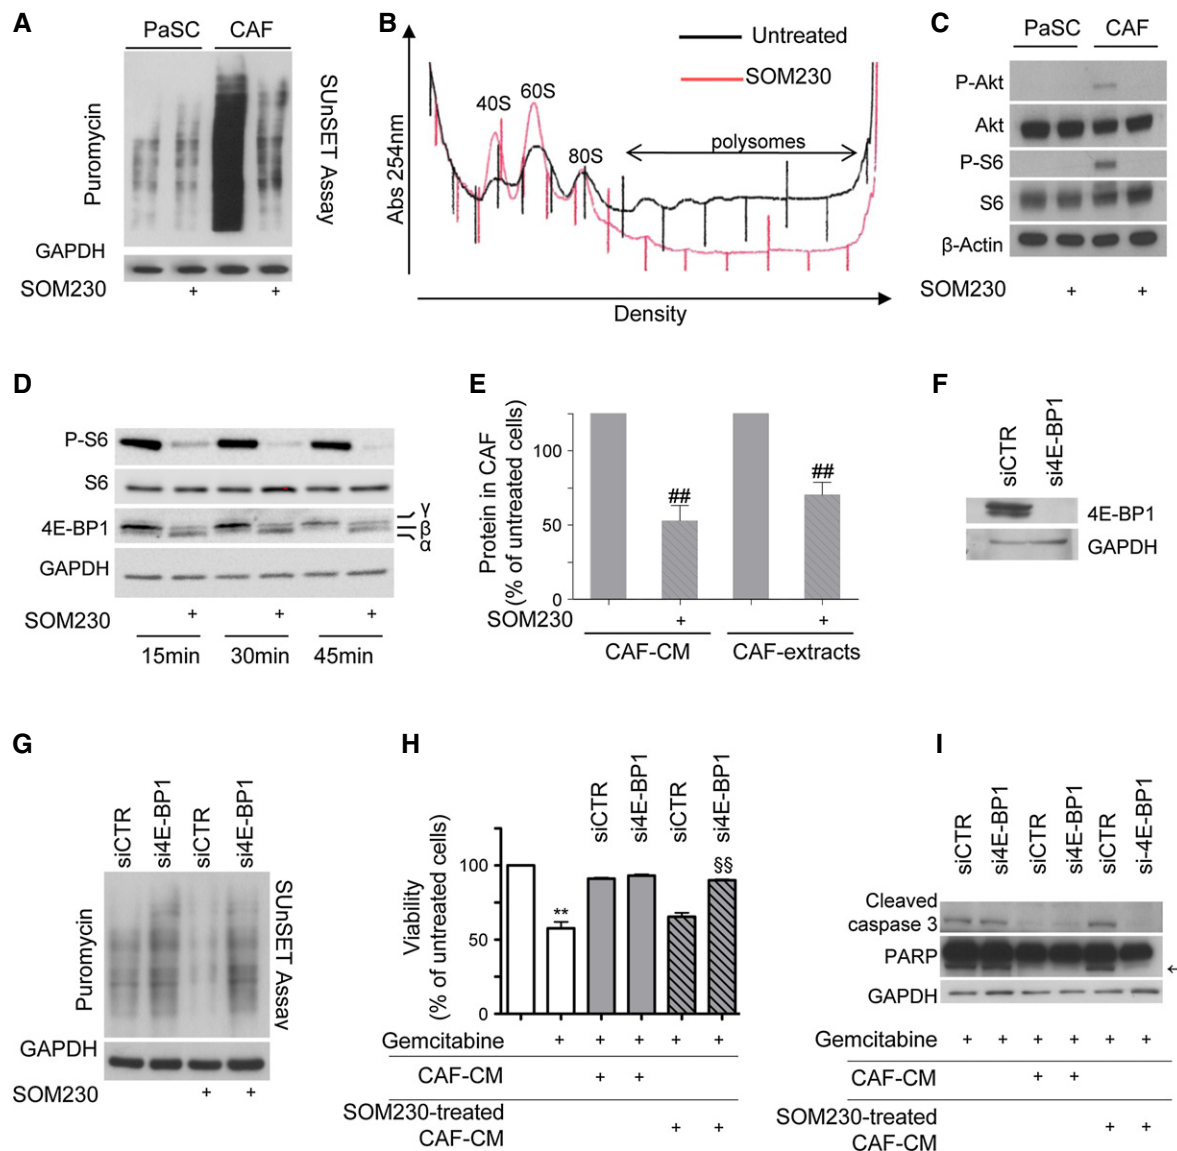 A
PaSC CAF
Puromycin
SUnSET Assay
GAPDH
SOM230 + +
B
Untreated
SOM230
40S 60S
80S
polysomes
Abs 254nm
Density
C
PaSC CAF
P-Akt
Akt
P-S6
S6
β-Actin
SOM230 + +
D
P-S6
S6
4E-BP1
γ
β
α
GAPDH
SOM230 + + +
15min 30min 45min
E
Protein in CAF
(% of untreated cells)
100
50
0
## ##
SOM230 + +
CAF-CM CAF-extracts
F
siCTR si4E-BP1
4E-BP1
GAPDH
G
siCTR si4E-BP1 siCTR si4E-BP1
Puromycin
SUnSET Assay
GAPDH
SOM230 + +
H
siCTR si4E-BP1 siCTR si4E-BP1
Viability
(% of untreated cells)
100
50
0
** §§
Gemcitabine + + + + +
CAF-CM + +
SOM230-treated
CAF-CM + +
I
siCTR si4E-BP1 siCTR si4E-BP1 siCTR si-4E-BP1
Cleaved
caspase 3
PARP ←
GAPDH
Gemcitabine + + + + + +
CAF-CM + +
SOM230-treated
CAF-CM + +